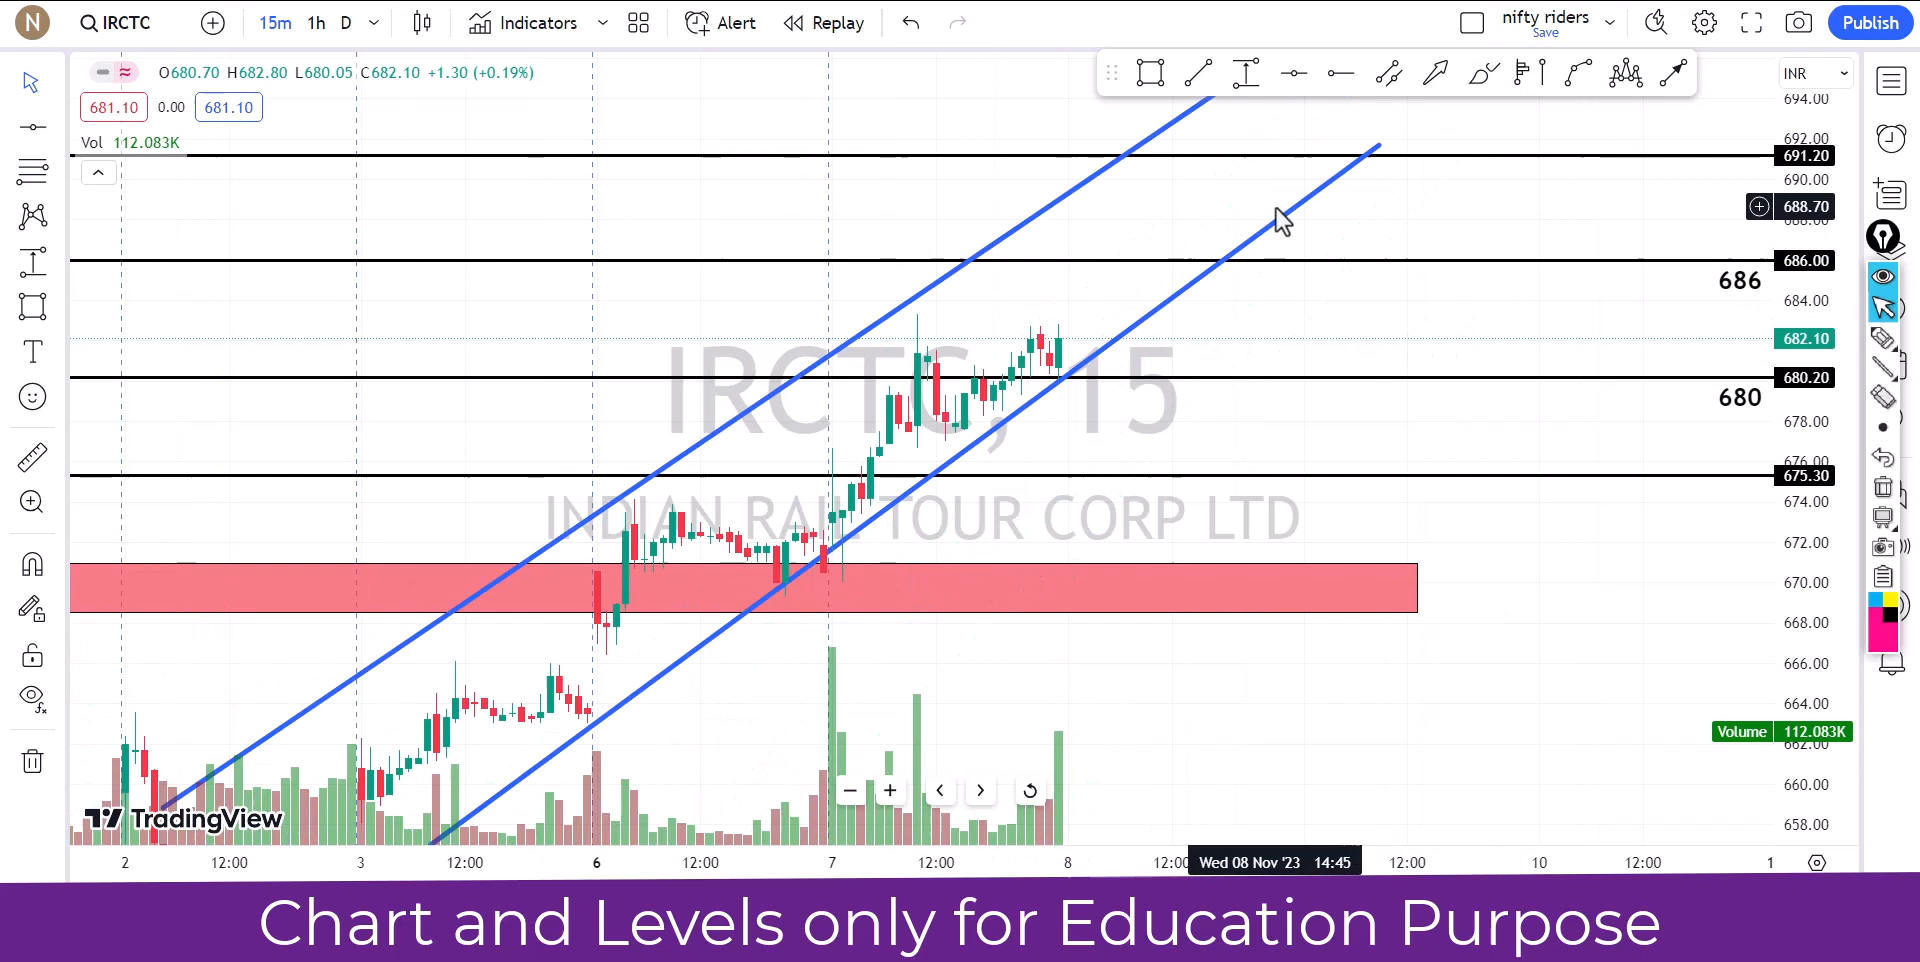 N IRCTC 15m 1h D Indicators Alert Replay nifty riders Save Publish
O680.70 H682.80 L680.05 C682.10 +1.30 (+0.19%)
INR
681.10 0.00 681.10
694.00
Vol 112.083K
692.00
691.20
690.00
688.70
686.00
686
684.00
682.10
680.20
680
678.00
676.00
675.30
674.00
672.00
670.00
668.00
666.00
664.00
Volume 112.083K
662.00
660.00
658.00
IRCTC, 15
INDIAN RAIL TOUR CORP LTD
TradingView
2 12:00 3 12:00 6 12:00 7 12:00 8 12:00 Wed 08 Nov '23 14:45 12:00 10 12:00 1
Chart and Levels only for Education Purpose